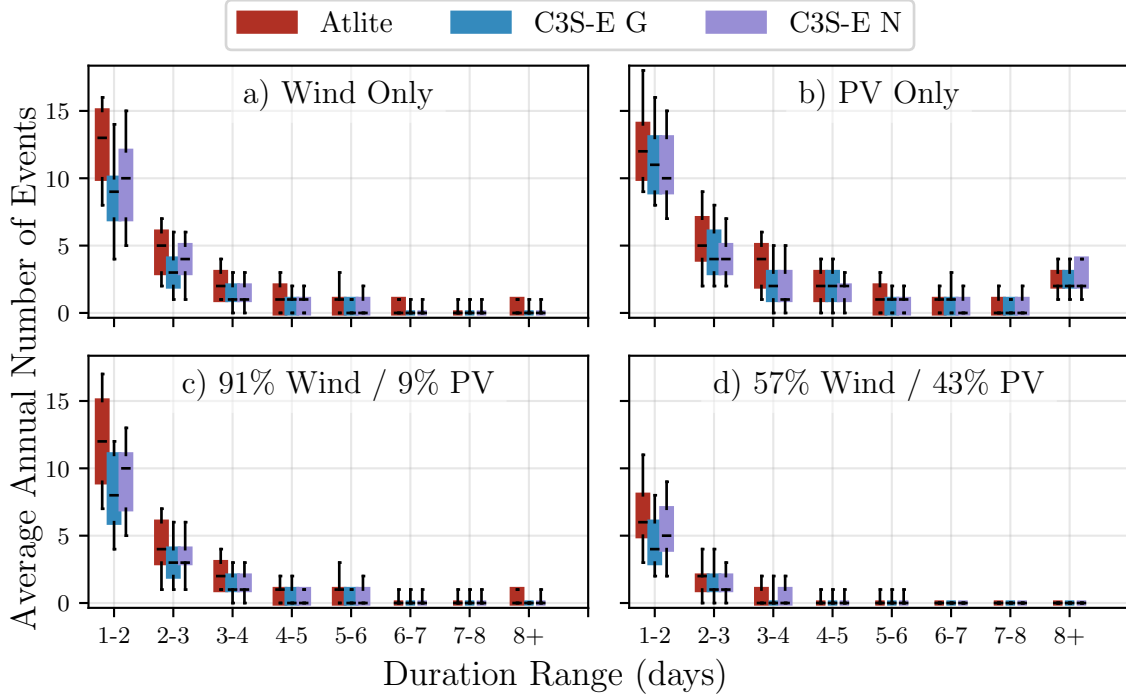 Atlite C3S-E G C3S-E N
a) Wind Only
b) PV Only
15
10
5
0
c) 91% Wind / 9% PV
d) 57% Wind / 43% PV
15
10
5
0
Average Annual Number of Events
1-2 2-3 3-4 4-5 5-6 6-7 7-8 8+
1-2 2-3 3-4 4-5 5-6 6-7 7-8 8+
Duration Range (days)